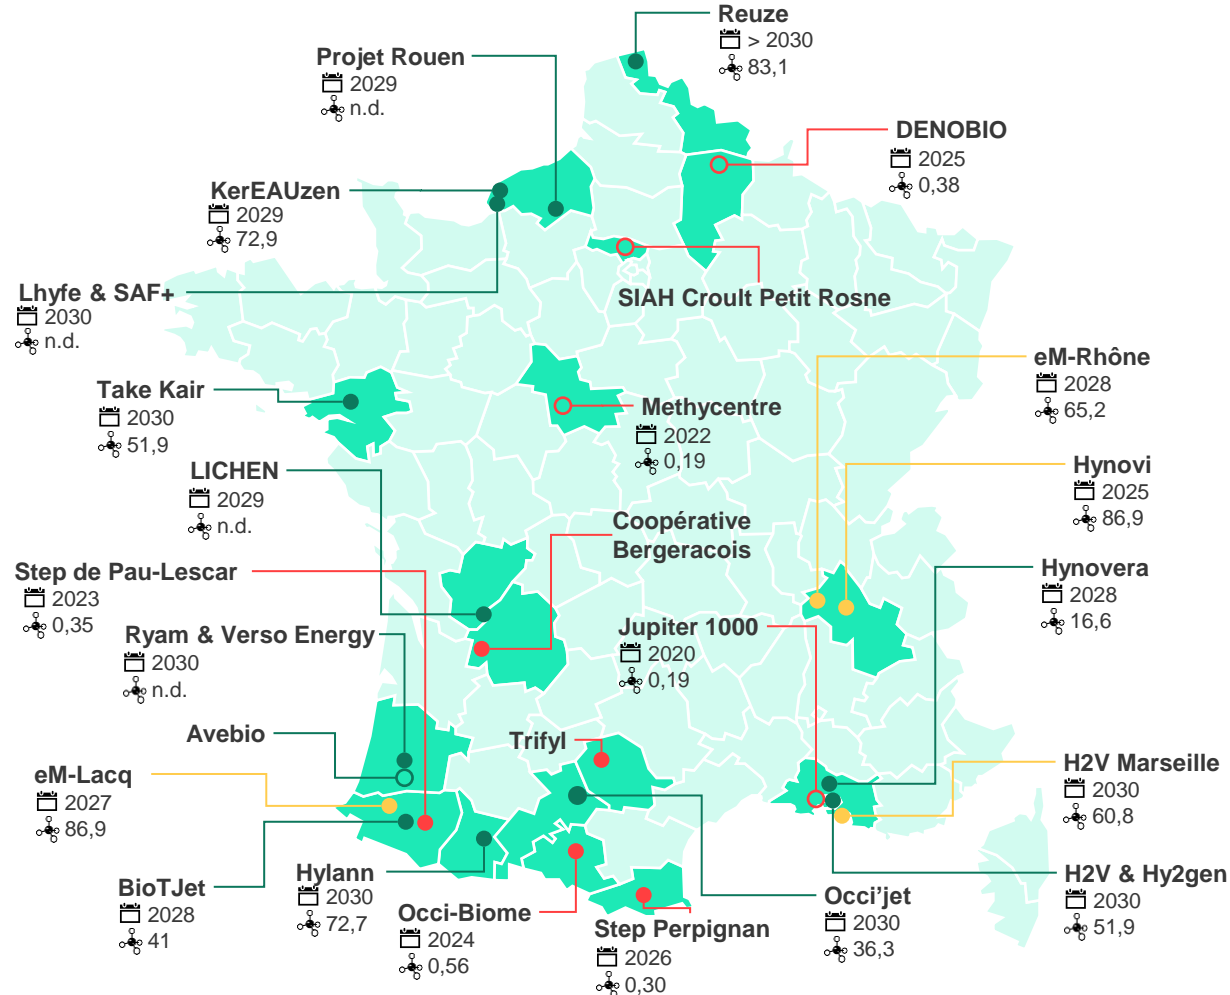 Reuze
> 2030
83,1
Projet Rouen
2029
n.d.
DENOBIO
2025
0,38
KerEAUzen
2029
72,9
Lhyfe & SAF+
2030
n.d.
SIAH Croult Petit Rosne
eM-Rhône
2028
65,2
Take Kair
2030
51,9
Methycentre
2022
0,19
LICHEN
2029
n.d.
Hynovi
2025
86,9
Coopérative
Bergeracois
Step de Pau-Lescar
2023
0,35
Hynovera
2028
16,6
Ryam & Verso Energy
2030
n.d.
Jupiter 1000
2020
0,19
Avebio
Trifyl
eM-Lacq
2027
86,9
H2V Marseille
2030
60,8
BioTJet
2028
41
Hylann
2030
72,7
Occi-Biome
2024
0,56
Step Perpignan
2026
0,30
Occi'jet
2030
36,3
H2V & Hy2gen
2030
51,9